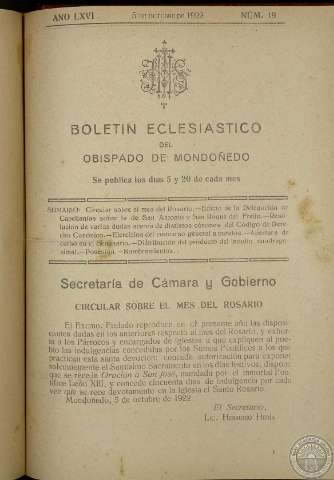 AÑO LXVI 5 DE OCTUBRE DE 1922 NÚM. 19
BOLETIN ECLESIASTICO
DEL
OBISPADO DE MONDOÑEDO
Se publica los días 5 y 20 de cada mes
SUMARIO: Circular sobre el mes del Rosario.—Edicto de la Delegación de
Capellanías sobre la de San Antonio y San Roque del .—Reso-
lución de varias dudas acerca de distintos cánones del Código de Dere-
cho Canónico.—Ejercicios del concurso general a curatos.—Apertura de
curso en el Seminario.—Distribución del producto del indulto cuadrage-
simal.— .—Nombramientos.
Secretaría de Cámara y Gobierno
CIRCULAR SOBRE EL MES DEL ROSARIO
El Excmo. Prelado reproduce en el presente año las disposi-
ciones dadas en los anteriores respecto al mes del Rosario, y exhorta
a los Párrocos y encargados de iglesias a que expliquen al pue-
blo las indulgencias concedidas por los Sumos Pontífices a los que
practican esta santa devoción; concede autorización para exponer
solemnemente el Santísimo Sacramento en los días festivos, dispone
que se rece la Oración a San José, mandada por el inmortal Pon-
tífice León XIII, y concede cincuenta días de indulgencia por cada
vez que se rece devotamente en la iglesia el Santo Rosario.
Mondoñedo, 5 de octubre de 1922.
El Secretario,
Lic.